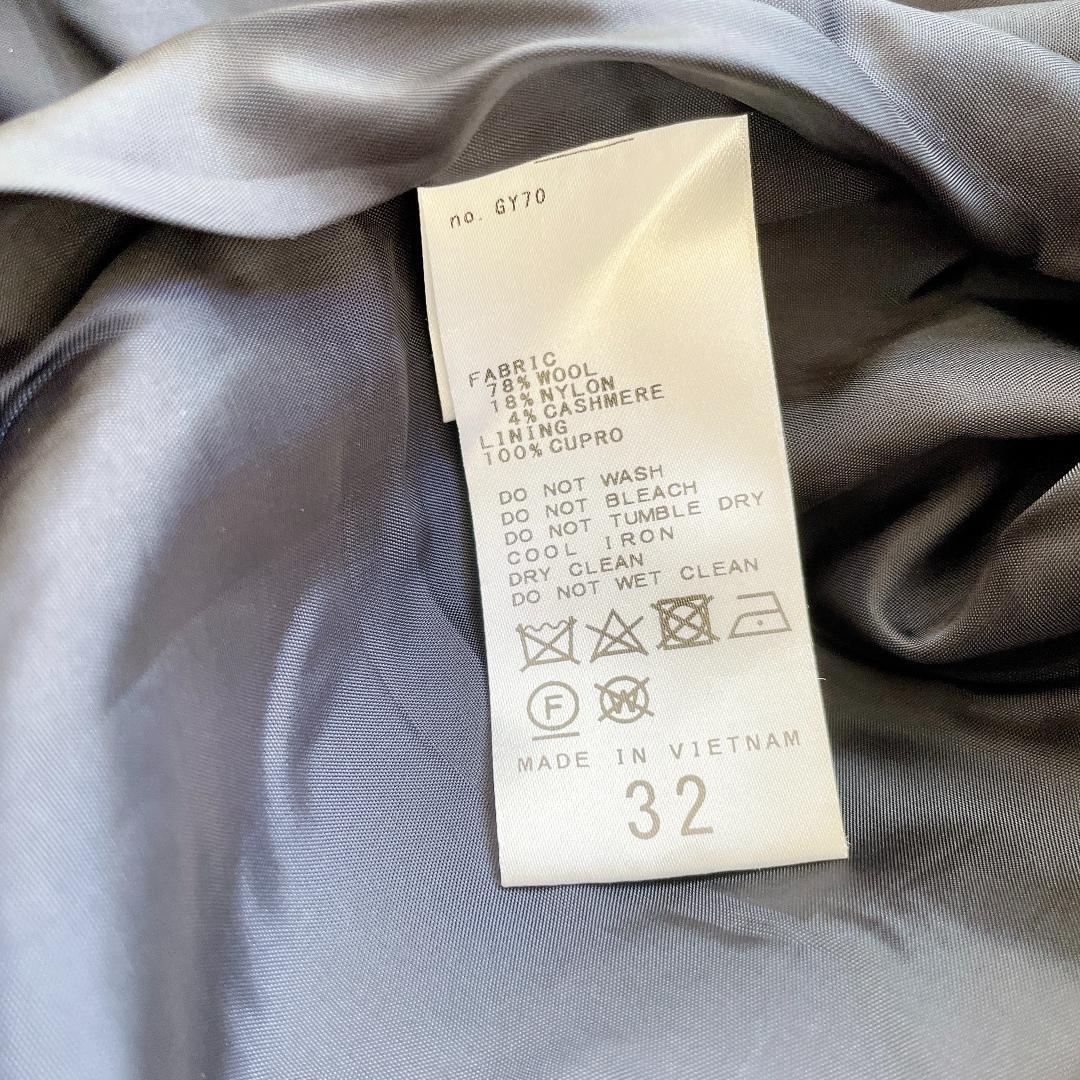 no. GY70
FABRIC
78% WOOL
18% NYLON
4% CASHMERE
LINING
100% CUPRO
DO NOT WASH
DO NOT BLEACH
DO NOT TUMBLE DRY
COOL IRON
DRY CLEAN
DO NOT WET CLEAN
F W
MADE IN VIETNAM
32